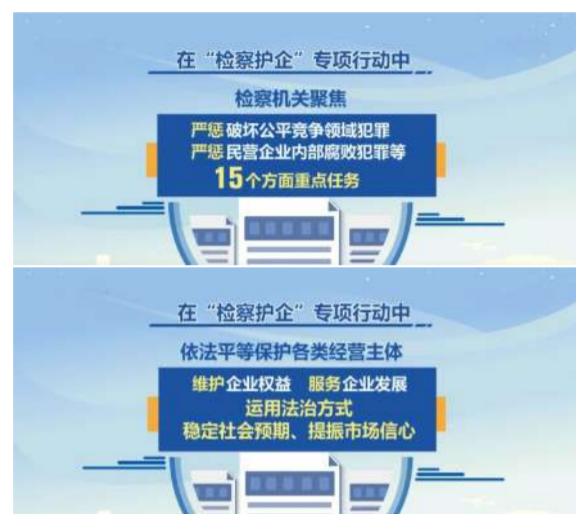 在“检察护企”专项行动中
检察机关聚焦
严惩破坏公平竞争领域犯罪
严惩民营企业内部腐败犯罪等
15个方面重点任务
在“检察护企”专项行动中
依法平等保护各类经营主体
维护企业权益 服务企业发展
运用法治方式
稳定社会预期、提振市场信心